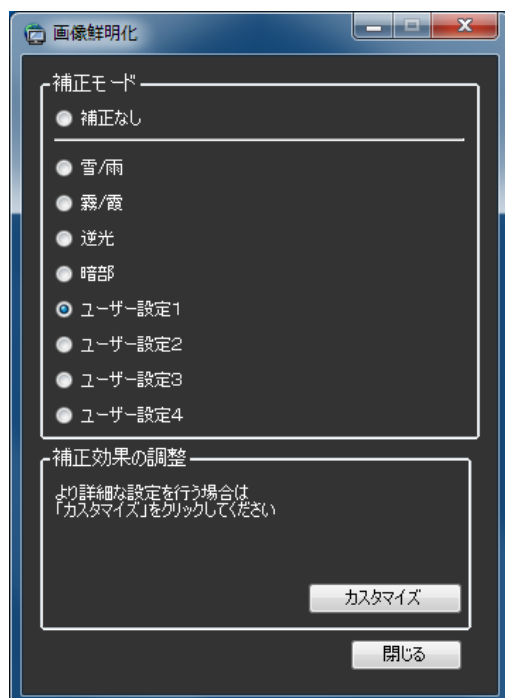 画像鮮明化
補正モード
補正なし
雪/雨
霧/霞
逆光
暗部
ユーザー設定1
ユーザー設定2
ユーザー設定3
ユーザー設定4
補正効果の調整
より詳細な設定を行う場合は
「カスタマイズ」をクリックしてください
カスタマイズ
閉じる